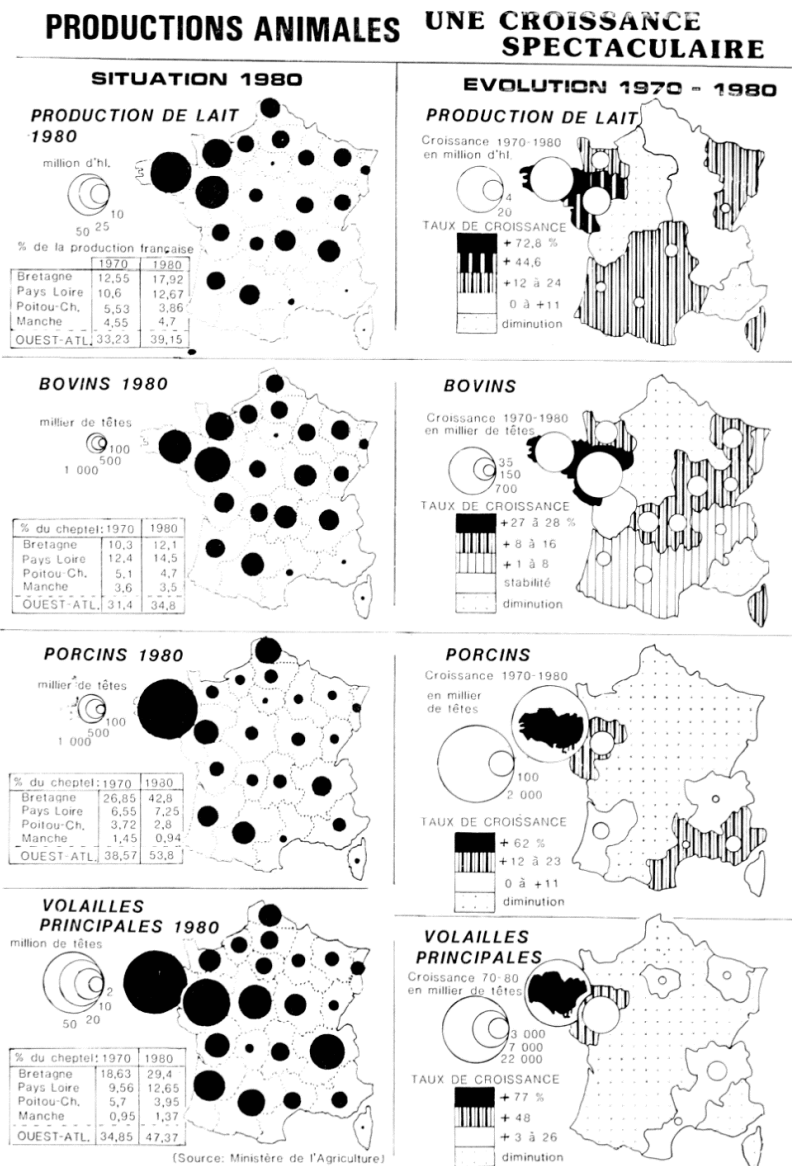 PRODUCTIONS ANIMALES UNE CROISSANCE
SPECTACULAIRE
SITUATION 1980
PRODUCTION DE LAIT
1980
million d'hl.
10
25
50
% de la production française
1970 1980
Bretagne 12,55 17,92
Pays Loire 10,6 12,67
Poitou-Ch. 5,53 3,86
Manche 4,55 4,7
OUEST-ATL. 33,23 39,15
BOVINS 1980
millier de têtes
100
500
1 000
% du cheptel: 1970 1980
Bretagne 10,3 12,1
Pays Loire 12,4 14,5
Poitou-Ch. 5,1 4,7
Manche 3,6 3,5
OUEST-ATL. 31,4 34,8
PORCINS 1980
millier de têtes
100
500
1 000
% du cheptel: 1970 1980
Bretagne 26,85 42,8
Pays Loire 6,55 7,25
Poitou-Ch. 3,72 2,8
Manche 1,45 0,94
OUEST-ATL. 38,57 53,8
VOLAILLES
PRINCIPALES 1980
million de têtes
2
10
20
50
% du cheptel: 1970 1980
Bretagne 18,63 29,4
Pays Loire 9,56 12,65
Poitou-Ch. 5,7 3,95
Manche 0,95 1,37
OUEST-ATL. 34,85 47,37
(Source: Ministère de l'Agriculture)
EVOLUTION 1970 - 1980
PRODUCTION DE LAIT
Croissance 1970-1980
en million d'hl.
4
20
TAUX DE CROISSANCE
+ 72,8 %
+ 44,6
+ 12 à 24
0 à +11
diminution
BOVINS
Croissance 1970-1980
en millier de têtes
35
150
700
TAUX DE CROISSANCE
+ 27 à 28 %
+ 8 à 16
+ 1 à 8
stabilité
diminution
PORCINS
Croissance 1970-1980
en millier
de têtes
100
2 000
TAUX DE CROISSANCE
+ 62 %
+ 12 à 23
0 à +11
diminution
VOLAILLES
PRINCIPALES
Croissance 70-80
en millier de têtes
3 000
7 000
22 000
TAUX DE CROISSANCE
+ 77 %
+ 48
+ 3 à 26
diminution